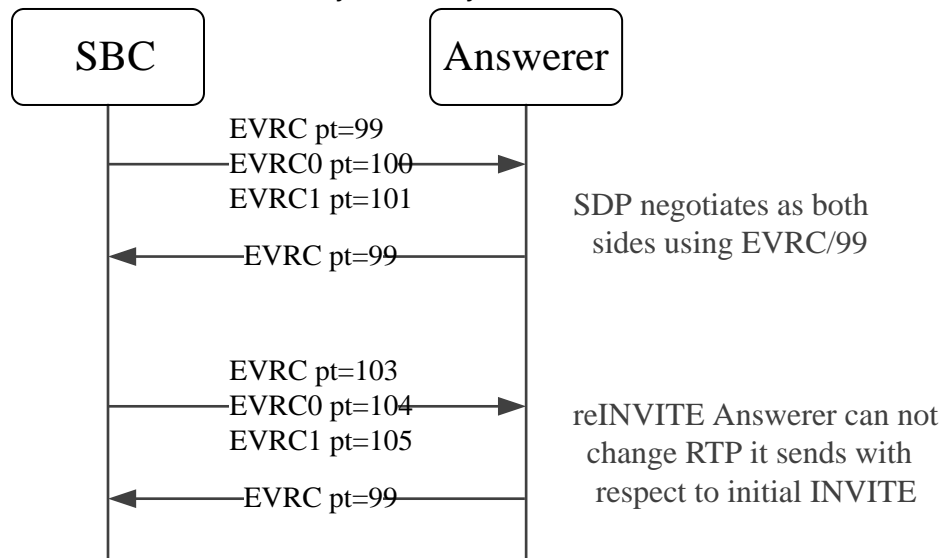 SBC
Answerer
EVRC pt=99
EVRC0 pt=100
EVRC1 pt=101
SDP negotiates as both
sides using EVRC/99
EVRC pt=99
EVRC pt=103
EVRC0 pt=104
EVRC1 pt=105
reINVITE Answerer can not
change RTP it sends with
respect to initial INVITE
EVRC pt=99